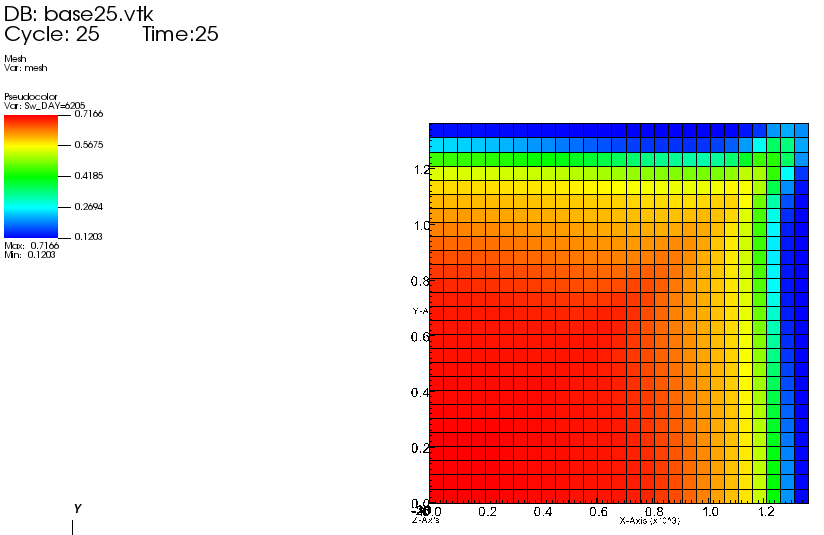 DB: base25.vtk
Cycle: 25 Time:25
Mesh
Var: mesh
Pseudocolor
Var: Sw_DAY=6205
0.7166
0.5675
0.4185
0.2694
0.1203
Max: 0.7166
Min: 0.1203
1.2
1.0
0.8
Y-A
0.6
0.4
0.2
0.0
0.2 0.4 0.6 0.8 1.0 1.2
Z-Axis X-Axis (x10^3)
Y